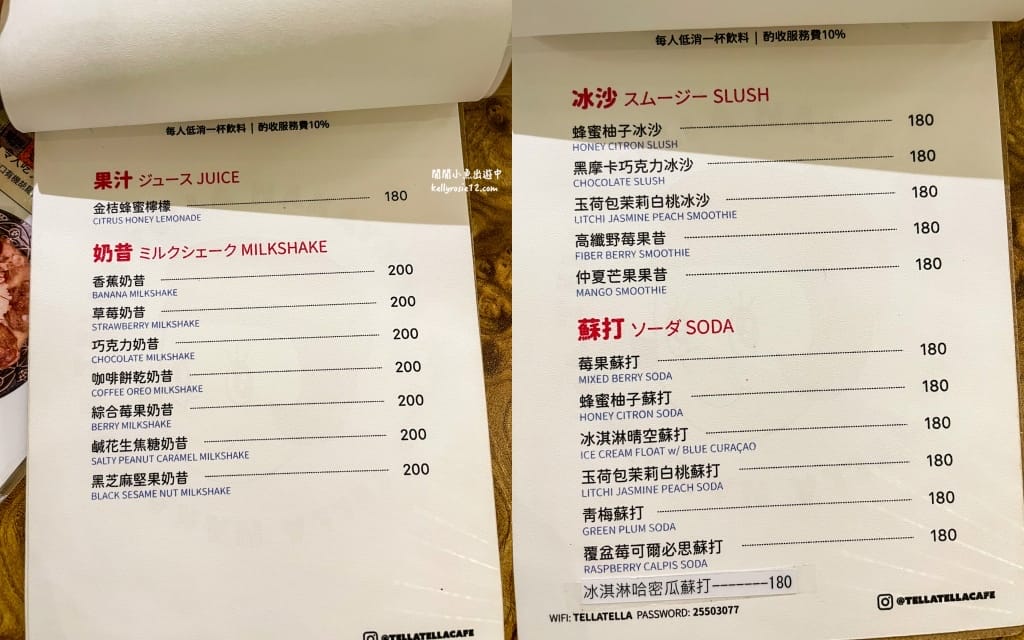 每人低消一杯飲料 | 酌收服務費10%
果汁 ジュース JUICE
金桔蜂蜜檸檬 180
CITRUS HONEY LEMONADE
奶昔 ミルクシェーク MILKSHAKE
香蕉奶昔 200
BANANA MILKSHAKE
草莓奶昔 200
STRAWBERRY MILKSHAKE
巧克力奶昔 200
CHOCOLATE MILKSHAKE
咖啡餅乾奶昔 200
COFFEE OREO MILKSHAKE
綜合莓果奶昔 200
BERRY MILKSHAKE
鹹花生焦糖奶昔 200
SALTY PEANUT CARAMEL MILKSHAKE
黑芝麻堅果奶昔 200
BLACK SESAME NUT MILKSHAKE
@TELLATELLACAFE
鬧鬧小魚出遊中
kellyrosie12.com
每人低消一杯飲料 | 酌收服務費10%
冰沙 スムージー SLUSH
蜂蜜柚子冰沙 180
HONEY CITRON SLUSH
黑摩卡巧克力冰沙 180
CHOCOLATE SLUSH
玉荷包茉莉白桃冰沙 180
LITCHI JASMINE PEACH SMOOTHIE
高纖野莓果昔 180
FIBER BERRY SMOOTHIE
仲夏芒果果昔 180
MANGO SMOOTHIE
蘇打 ソーダ SODA
莓果蘇打 180
MIXED BERRY SODA
蜂蜜柚子蘇打 180
HONEY CITRON SODA
冰淇淋晴空蘇打 180
ICE CREAM FLOAT w/ BLUE CURAÇAO
玉荷包茉莉白桃蘇打 180
LITCHI JASMINE PEACH SODA
青梅蘇打 180
GREEN PLUM SODA
覆盆莓可爾必思蘇打 180
RASPBERRY CALPIS SODA
冰淇淋哈密瓜蘇打-------180
WIFI: TELLATELLA PASSWORD: 25503077
@TELLATELLACAFE